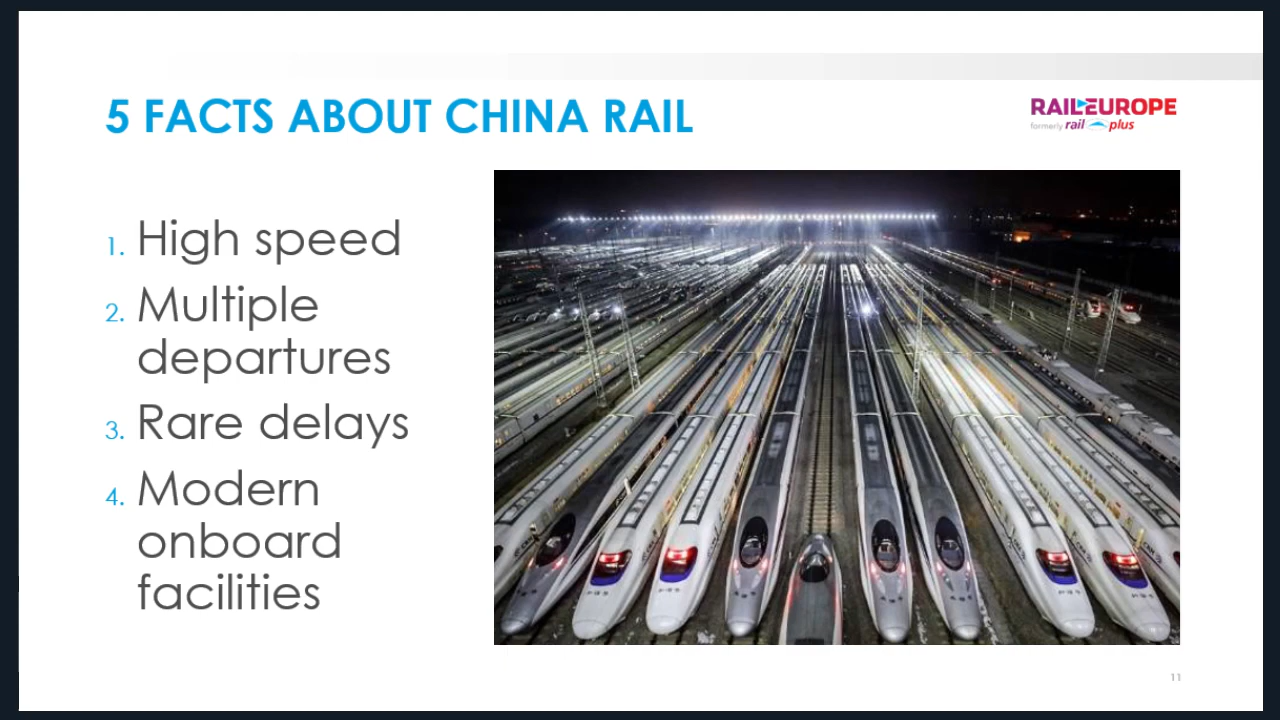 5 FACTS ABOUT CHINA RAIL
RAILEUROPE
formerly rail plus
1. High speed
2. Multiple
departures
3. Rare delays
4. Modern
onboard
facilities
11